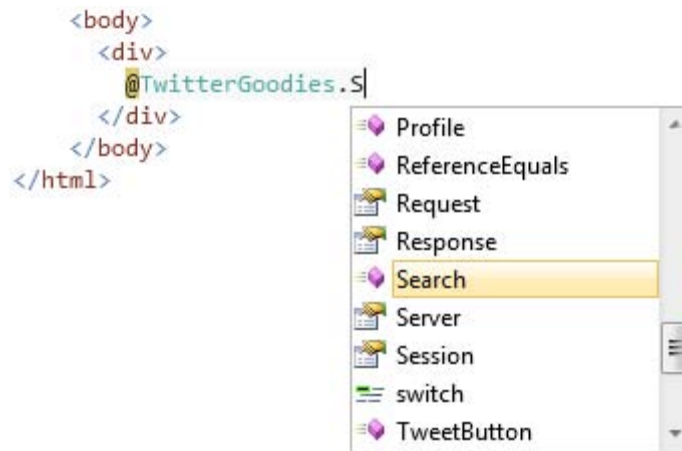 <body>
<div>
@TwitterGoodies.S
</div>
</body>
</html>
Profile
ReferenceEquals
Request
Response
Search
Server
Session
switch
TweetButton